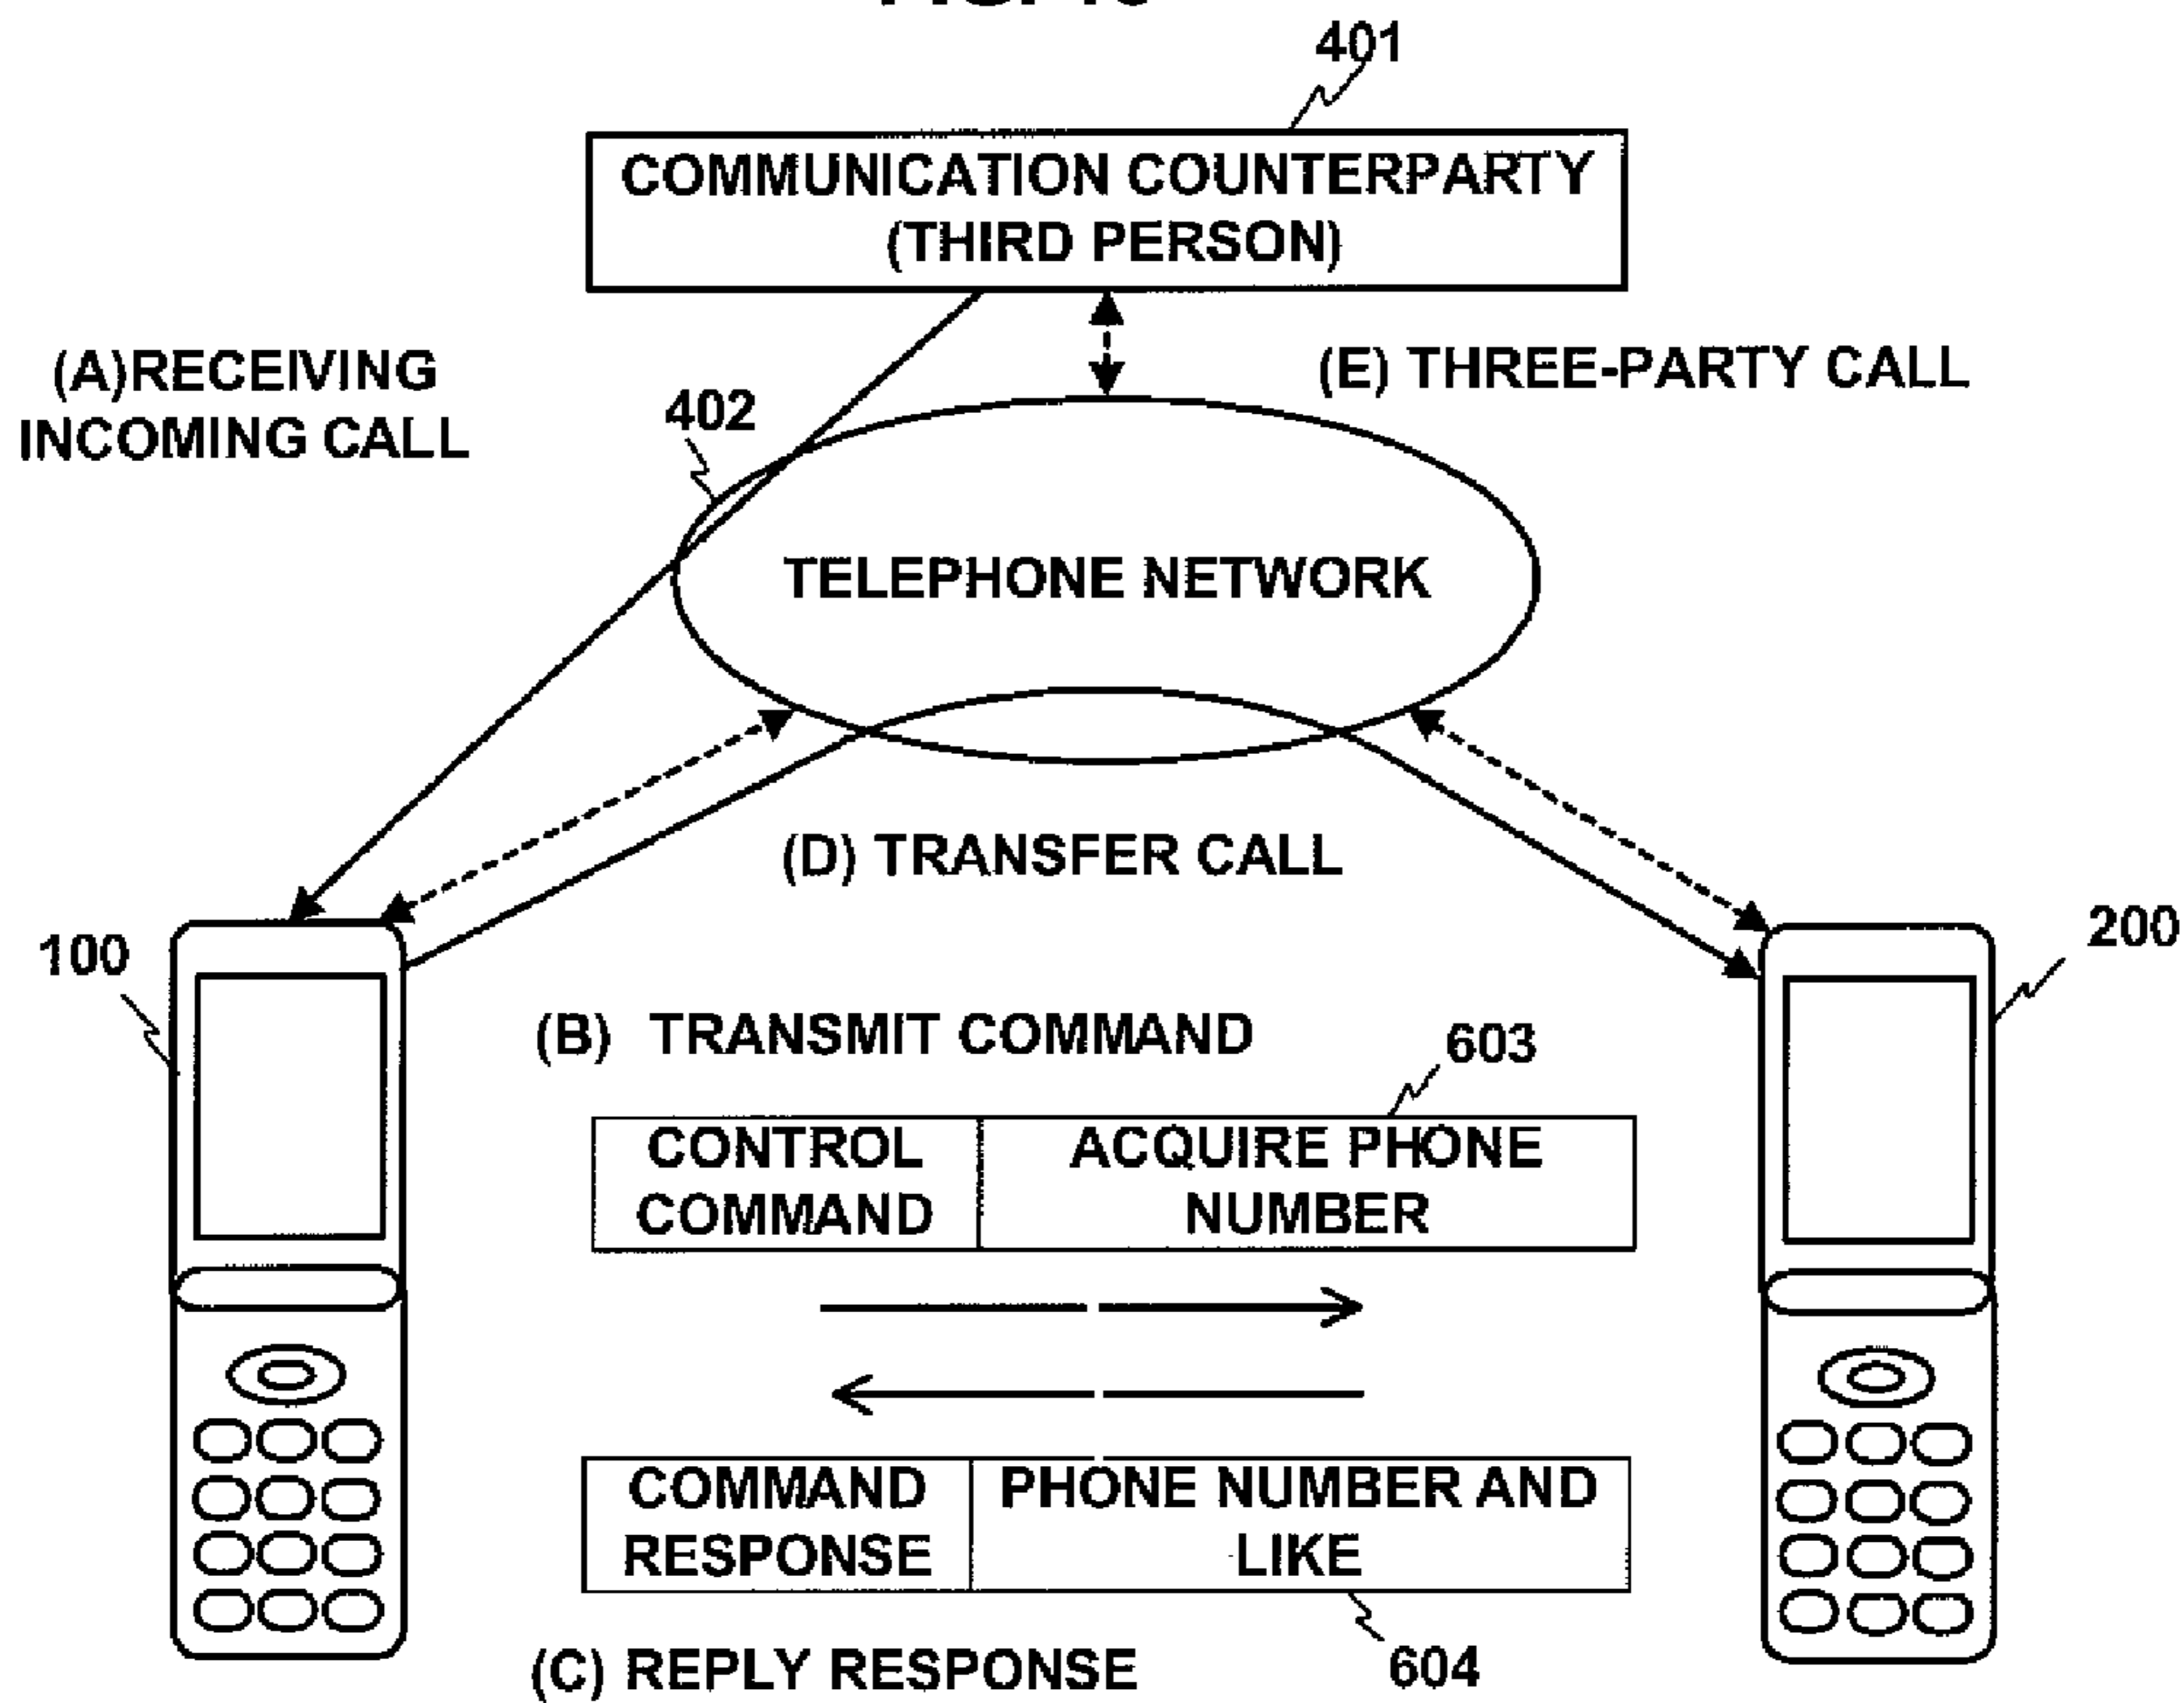 401
COMMUNICATION COUNTERPARTY
(THIRD PERSON)
(A)RECEIVING
INCOMING CALL
(E) THREE-PARTY CALL
402
TELEPHONE NETWORK
(D) TRANSFER CALL
100
200
(B) TRANSMIT COMMAND
603
CONTROL
COMMAND
ACQUIRE PHONE
NUMBER
COMMAND
RESPONSE
PHONE NUMBER AND
LIKE
(C) REPLY RESPONSE
604